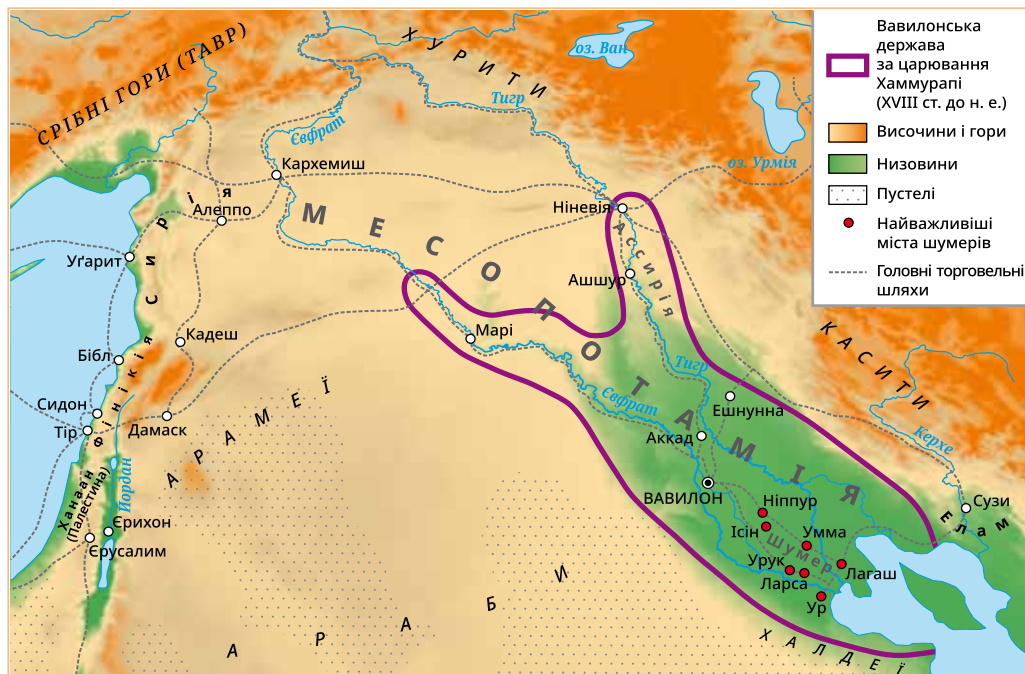 Вавилонська
держава
за царювання
Хаммурапі
(XVIII ст. до н. е.)
Височини і гори
Низовини
Пустелі
Найважливіші
міста шумерів
Головні торговельні
шляхи
ХУРИТИ
оз. Ван
СРІБНІ ГОРИ (ТАВР)
Тигр
Євфрат
оз. Урмія
Кархемиш
Сирія
Алеппо
Ніневія
МЕСОПОТАМІЯ
Ассирія
Уґарит
Ашшур
Марі
Кадеш
КАСИТИ
Бібл
Фінікія
Тигр
АРАМЕЇ
Євфрат
Ешнунна
Сидон
Тір
Дамаск
Аккад
Керхе
Йордан
ВАВИЛОН
Ніппур
Сузи
Елам
Ханаан
(Палестина)
Єрихон
Ісін
Умма
Шумер
Єрусалим
Урук
Лагаш
Ларса
Ур
АРАБИ
ХАЛДЕЇ